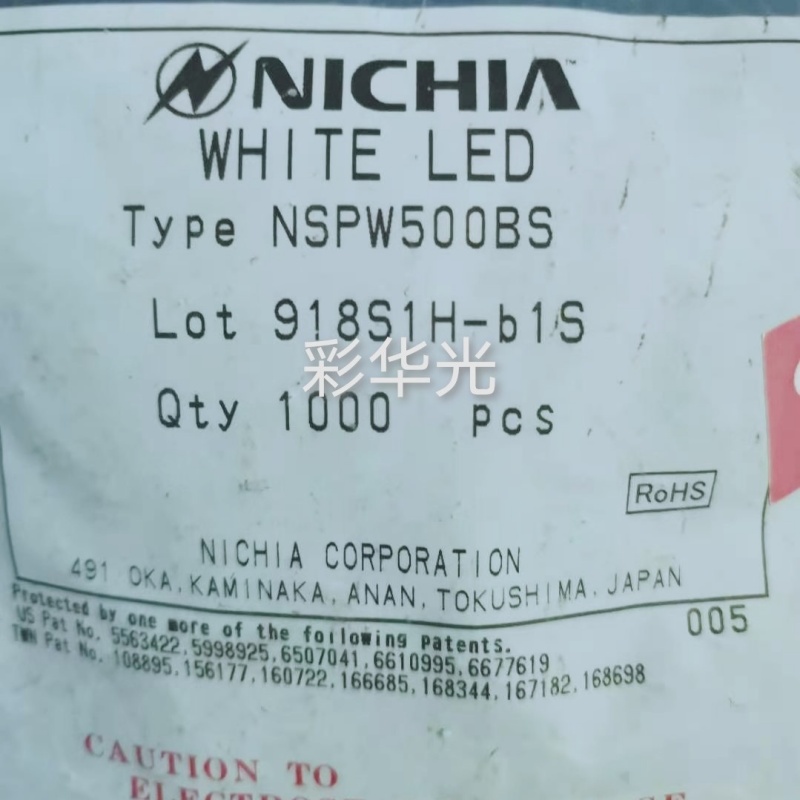 NICHIA
WHITE LED
Type NSPW500BS
Lot 918S1H-b1S
彩华光
Qty 1000 pcs
RoHS
NICHIA CORPORATION
491 OKA, KAMINAKA, ANAN, TOKUSHIMA, JAPAN
005
Protected by one more of the following Patents.
US Pat No. 5563422,5998925,6507041,6610995,6677619
TWN Pat No. 108895,156177,160722,166685,168344,167182,168698
CAUTION TO